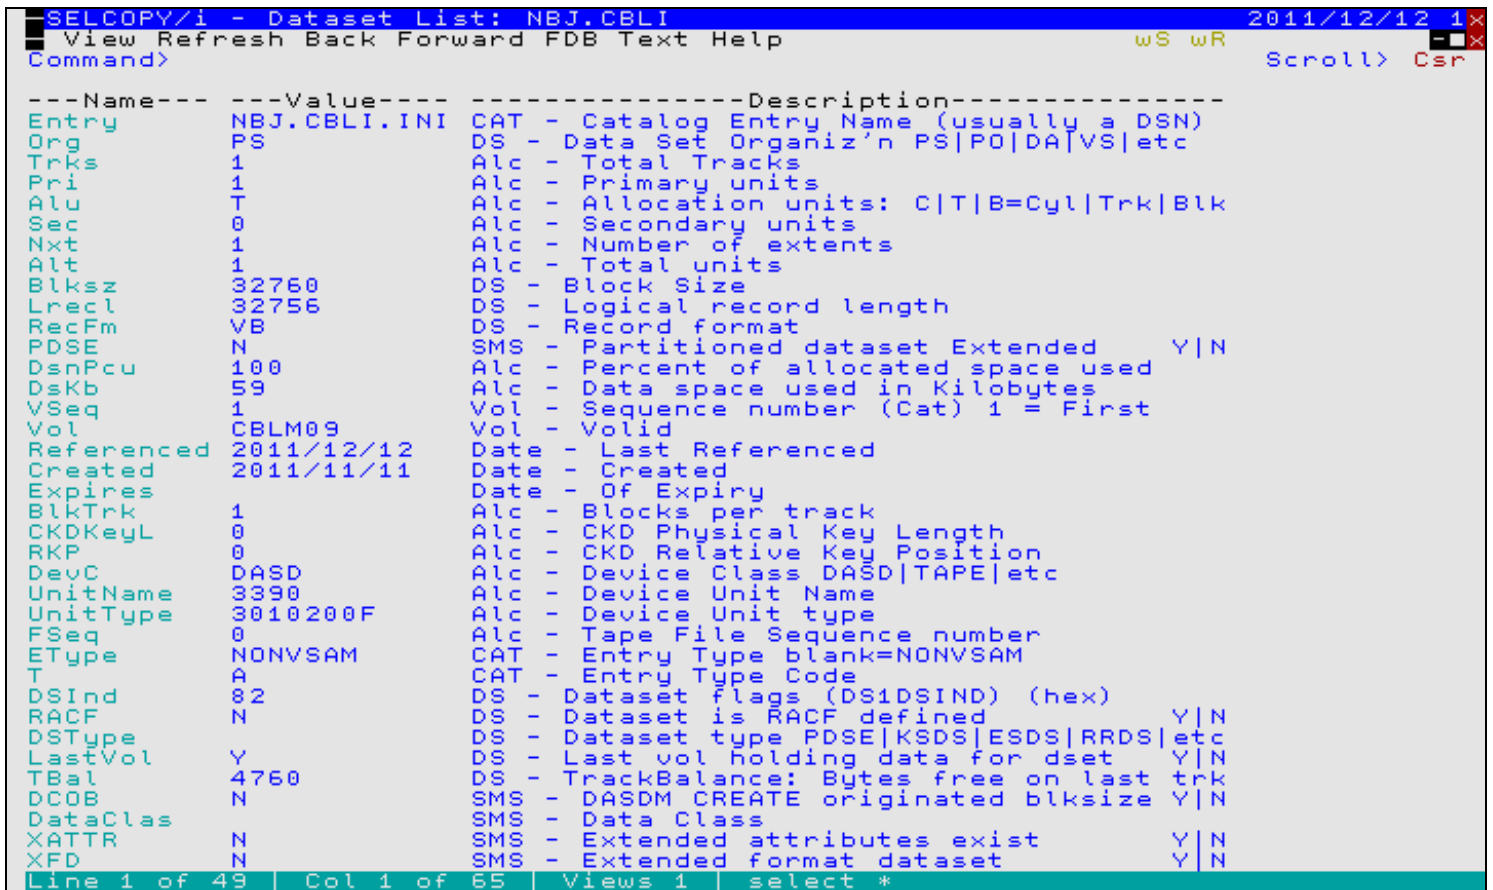 SELCOPY/i - Dataset List: NBJ.CBLI 2011/12/12 1×
View Refresh Back Forward FDB Text Help wS wR
Command> Scroll> Csr
---Name--- ---Value---- ---------------Description---------------
Entry NBJ.CBLI.INI CAT - Catalog Entry Name (usually a DSN)
Org PS DS - Data Set Organiz'n PS|PO|DA|VS|etc
Trks 1 Alc - Total Tracks
Pri 1 Alc - Primary units
Alu T Alc - Allocation units: C|T|B=Cyl|Trk|Blk
Sec 0 Alc - Secondary units
Nxt 1 Alc - Number of extents
Alt 1 Alc - Total units
Blksz 32760 DS - Block Size
Lrecl 32756 DS - Logical record length
RecFm VB DS - Record format
PDSE N SMS - Partitioned dataset Extended Y|N
DsnPcu 100 Alc - Percent of allocated space used
DsKb 59 Alc - Data space used in Kilobytes
VSeq 1 Vol - Sequence number (Cat) 1 = First
Vol CBLM09 Vol - Volid
Referenced 2011/12/12 Date - Last Referenced
Created 2011/11/11 Date - Created
Expires Date - Of Expiry
BlkTrk 1 Alc - Blocks per track
CKDKeyL 0 Alc - CKD Physical Key Length
RKP 0 Alc - CKD Relative Key Position
DevC DASD Alc - Device Class DASD|TAPE|etc
UnitName 3390 Alc - Device Unit Name
UnitType 3010200F Alc - Device Unit type
FSeq 0 Alc - Tape File Sequence number
EType NONVSAM CAT - Entry Type blank=NONVSAM
T A CAT - Entry Type Code
DSInd 82 DS - Dataset flags (DS1DSIND) (hex)
RACF N DS - Dataset is RACF defined Y|N
DSType DS - Dataset type PDSE|KSDS|ESDS|RRDS|etc
LastVol Y DS - Last vol holding data for dset Y|N
TBal 4760 DS - TrackBalance: Bytes free on last trk
DCOB N SMS - DASDM CREATE originated blksize Y|N
DataClas SMS - Data Class
XATTR N SMS - Extended attributes exist Y|N
XFD N SMS - Extended format dataset Y|N
Line 1 of 49 | Col 1 of 65 | Views 1 | select *